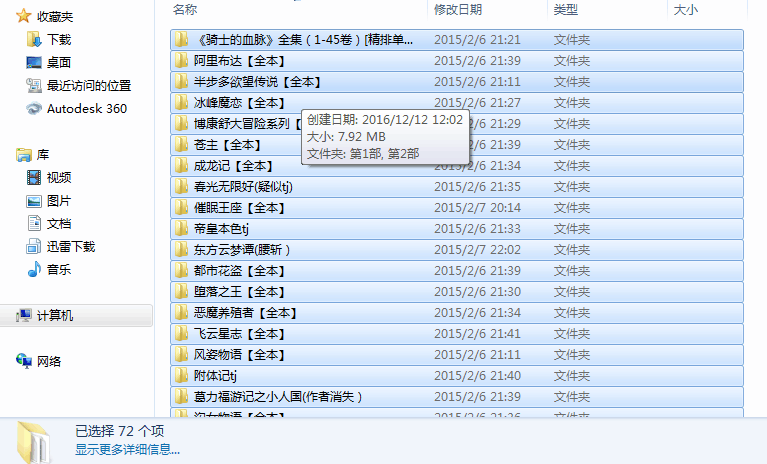 名称 修改日期 类型 大小
收藏夹
下载
桌面
最近访问的位置
Autodesk 360
库
视频
图片
文档
迅雷下载
音乐
计算机
网络
《骑士的血脉》全集（1-45卷）[精排单... 2015/2/6 21:21 文件夹
阿里布达【全本】 2015/2/6 21:39 文件夹
半步多欲望传说【全本】 2015/2/6 21:11 文件夹
冰峰魔恋【全本】 2015/2/6 21:27 文件夹
博康舒大冒险系列【 2015/2/6 21:29 文件夹
苍主【全本】 2015/2/6 21:39 文件夹
创建日期: 2016/12/12 12:02
大小: 7.92 MB
文件夹: 第1部, 第2部
成龙记【全本】 2015/2/6 21:34 文件夹
春光无限好(疑似tj) 2015/2/6 21:35 文件夹
催眠王座【全本】 2015/2/7 20:14 文件夹
帝皇本色tj 2015/2/6 21:33 文件夹
东方云梦谭(腰斩） 2015/2/7 22:02 文件夹
都市花盗【全本】 2015/2/6 21:39 文件夹
堕落之王【全本】 2015/2/6 21:30 文件夹
恶魔养殖者【全本】 2015/2/6 21:34 文件夹
飞云星志【全本】 2015/2/6 21:41 文件夹
风姿物语【全本】 2015/2/6 21:11 文件夹
附体记tj 2015/2/6 21:40 文件夹
葛力福游记之小人国(作者消失） 2015/2/6 21:39 文件夹
已选择 72 个项
显示更多详细信息...